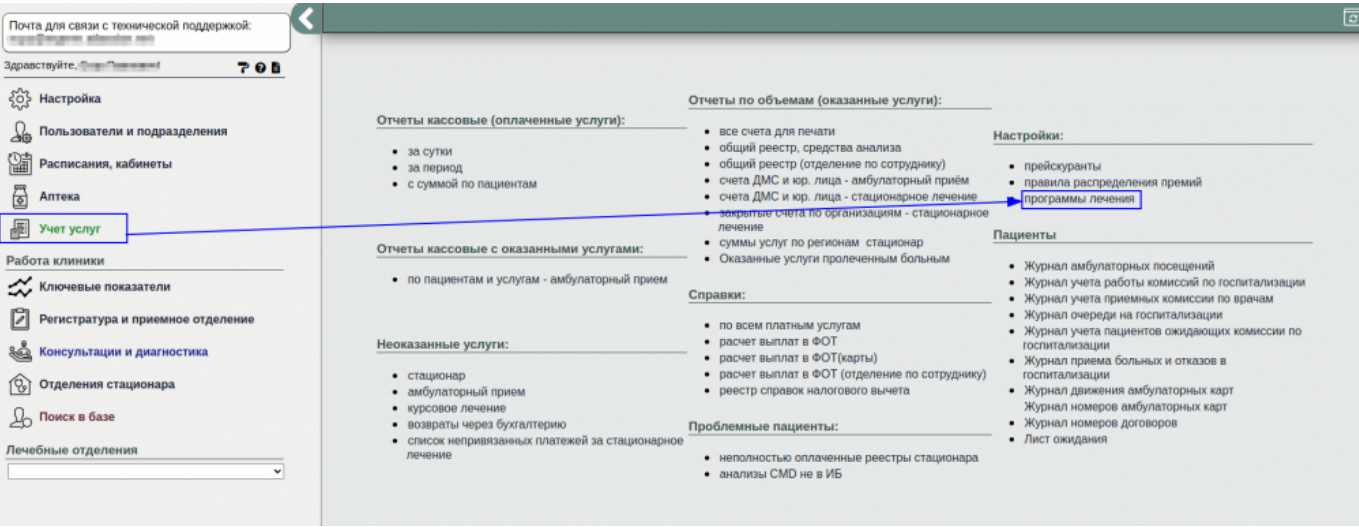 Почта для связи с технической поддержкой:
Здравствуйте,
Настройка
Пользователи и подразделения
Расписания, кабинеты
Аптека
Учет услуг
Работа клиники
Ключевые показатели
Регистратура и приемное отделение
Консультации и диагностика
Отделения стационара
Поиск в базе
Лечебные отделения
Отчеты кассовые (оплаченные услуги):
за сутки
за период
с суммой по пациентам
Отчеты кассовые с оказанными услугами:
по пациентам и услугам - амбулаторный прием
Неоказанные услуги:
стационар
амбулаторный прием
курсовое лечение
возвраты через бухгалтерию
список непривязанных платежей за стационарное
лечение
Отчеты по объемам (оказанные услуги):
все счета для печати
общий реестр, средства анализа
общий реестр (отделение по сотруднику)
счета ДМС и юр. лица - амбулаторный приём
счета ДМС и юр. лица - стационарное лечение
закрытые счета по организациям - стационарное
лечение
суммы услуг по регионам стационар
Оказанные услуги пролеченным больным
Справки:
по всем платным услугам
расчет выплат в ФОТ
расчет выплат в ФОТ(карты)
расчет выплат в ФОТ (отделение по сотруднику)
реестр справок налогового вычета
Проблемные пациенты:
неполностью оплаченные реестры стационара
анализы CMD не в ИБ
Настройки:
прейскуранты
правила распределения премий
программы лечения
Пациенты
Журнал амбулаторных посещений
Журнал учета работы комиссий по госпитализации
Журнал учета приемных комиссии по врачам
Журнал очереди на госпитализации
Журнал учета пациентов ожидающих комиссии по
госпитализации
Журнал приема больных и отказов в
госпитализации
Журнал движения амбулаторных карт
Журнал номеров амбулаторных карт
Журнал номеров договоров
Лист ожидания